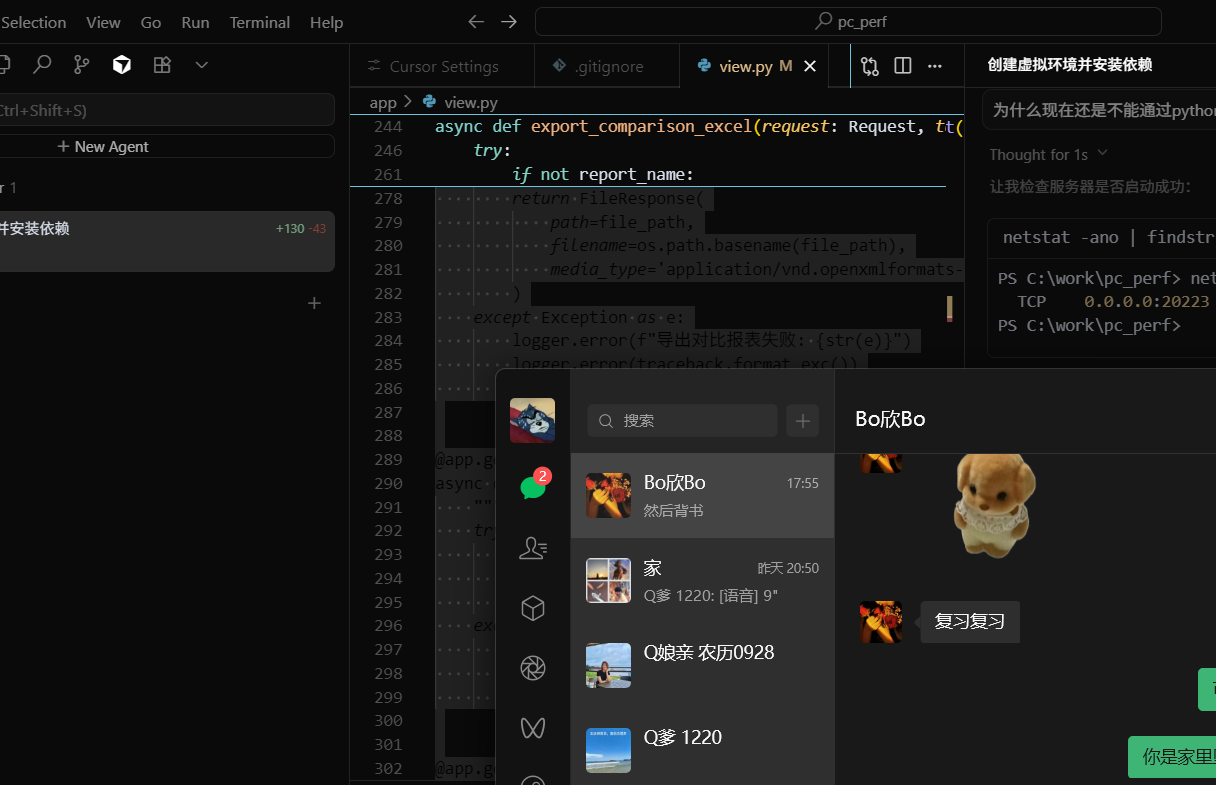 Selection View Go Run Terminal Help
pc_perf
Ctrl+Shift+S)
New Agent
r 1
并安装依赖
+130 -43
Cursor Settings
.gitignore
view.py M
app > view.py
244 async def export_comparison_excel(request: Request, tt(
246 try:
261 if not report_name:
278 return FileResponse(
279 path=file_path,
280 filename=os.path.basename(file_path),
281 media_type='application/vnd.openxmlformats-
282 )
283 except Exception as e:
284 logger.error(f"导出对比报表失败: {str(e)}")
285 logger.error(traceback.format_exc())
286
287
288
289 @app.ge
290 async
291 ""
292 try
293
294
295
296 exc
297
298
299
300
301
302 @app.ge
创建虚拟环境并安装依赖
为什么现在还是不能通过python
Thought for 1s
让我检查服务器是否启动成功:
netstat -ano | findstr
PS C:\work\pc_perf> net
TCP 0.0.0.0:20223
PS C:\work\pc_perf>
2
搜索
Bo欣Bo 17:55
然后背书
家 昨天 20:50
Q爹 1220: [语音] 9"
Q娘亲 农历0928
Q爹 1220
Bo欣Bo
复习复习
你是家里